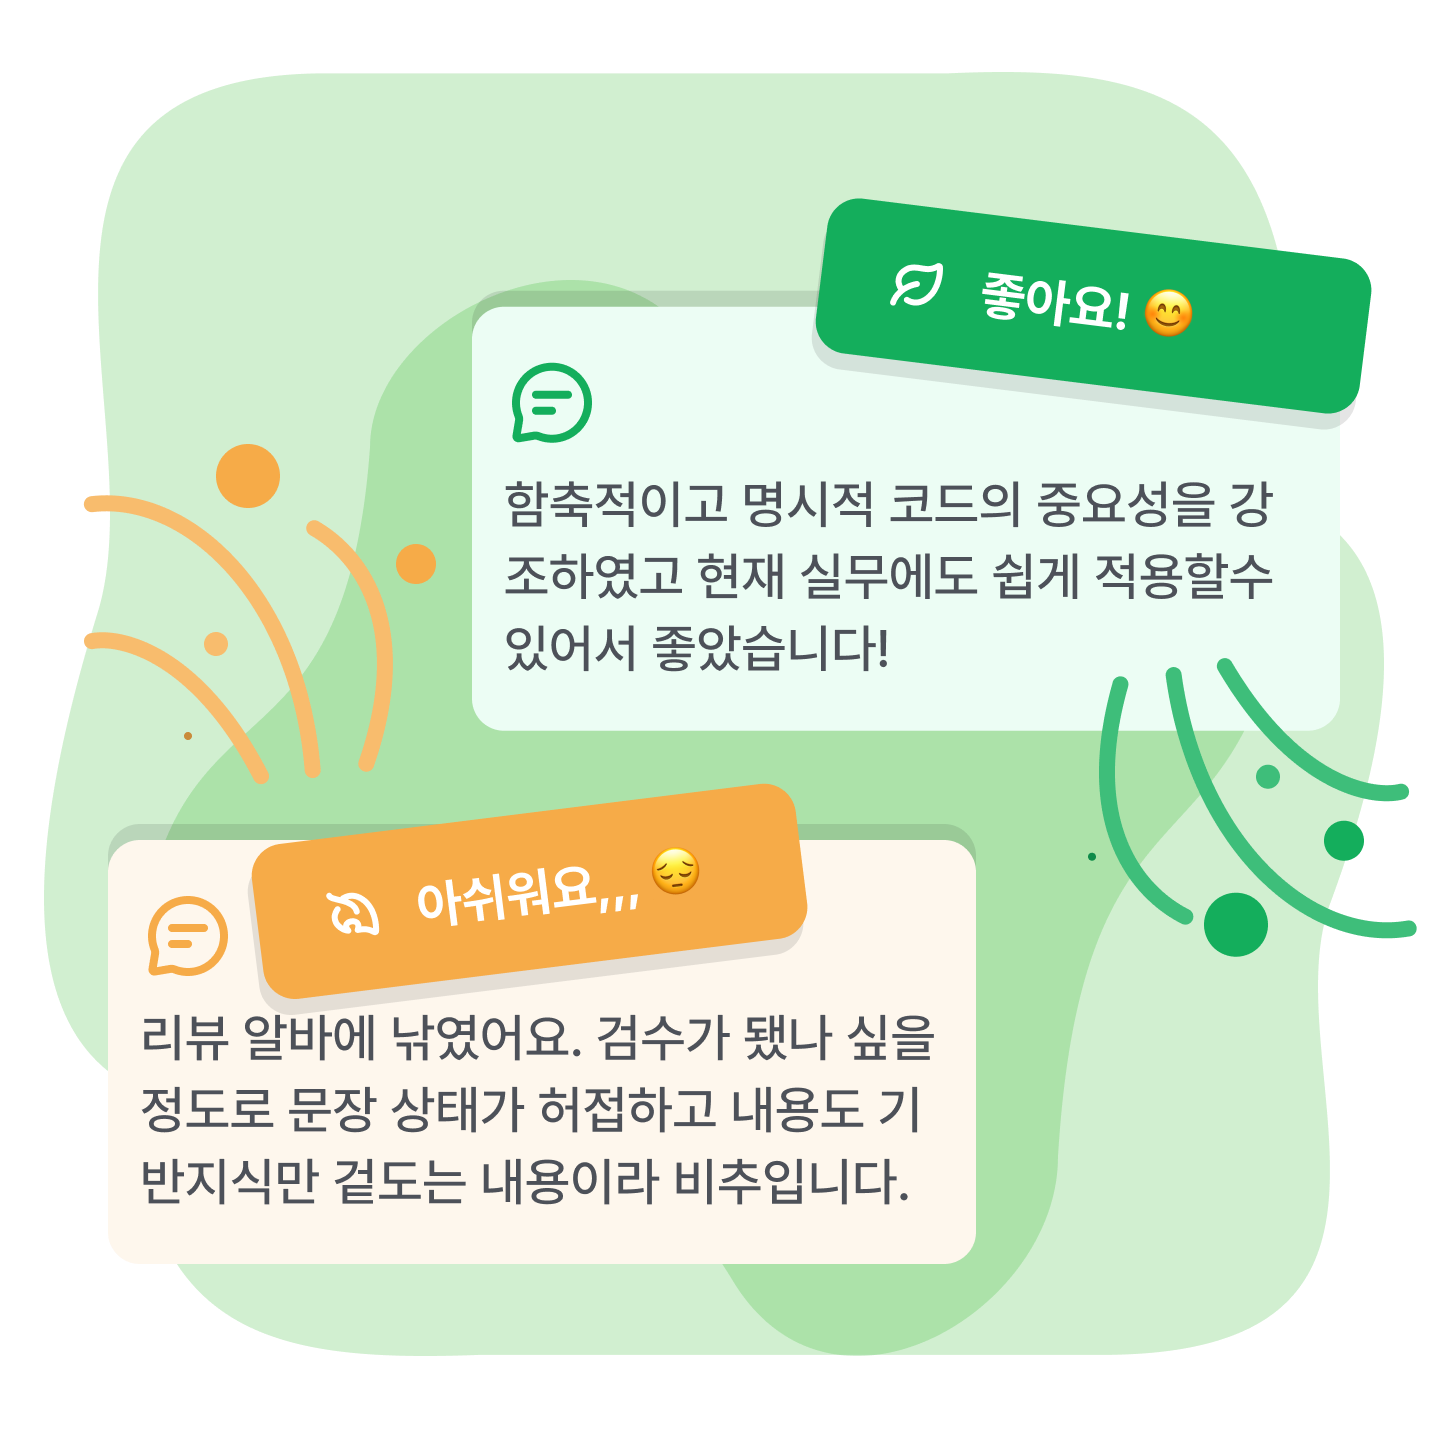 좋아요! 😊
함축적이고 명시적 코드의 중요성을 강
조하였고 현재 실무에도 쉽게 적용할수
있어서 좋았습니다!
아쉬워요,,, 😔
리뷰 알바에 낚였어요. 검수가 됐나 싶을
정도로 문장 상태가 허접하고 내용도 기
반지식만 겉도는 내용이라 비추입니다.